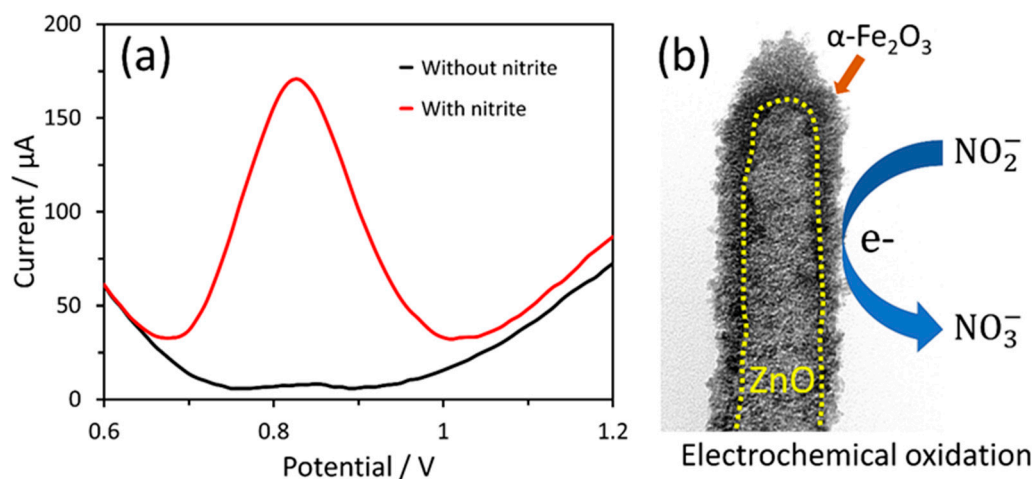 (a)
Without nitrite
With nitrite
200
150
100
50
0
Current / µA
0.6
0.8
1
1.2
Potential / V
(b)
α-Fe₂O₃
NO₂⁻
e-
NO₃⁻
ZnO
Electrochemical oxidation